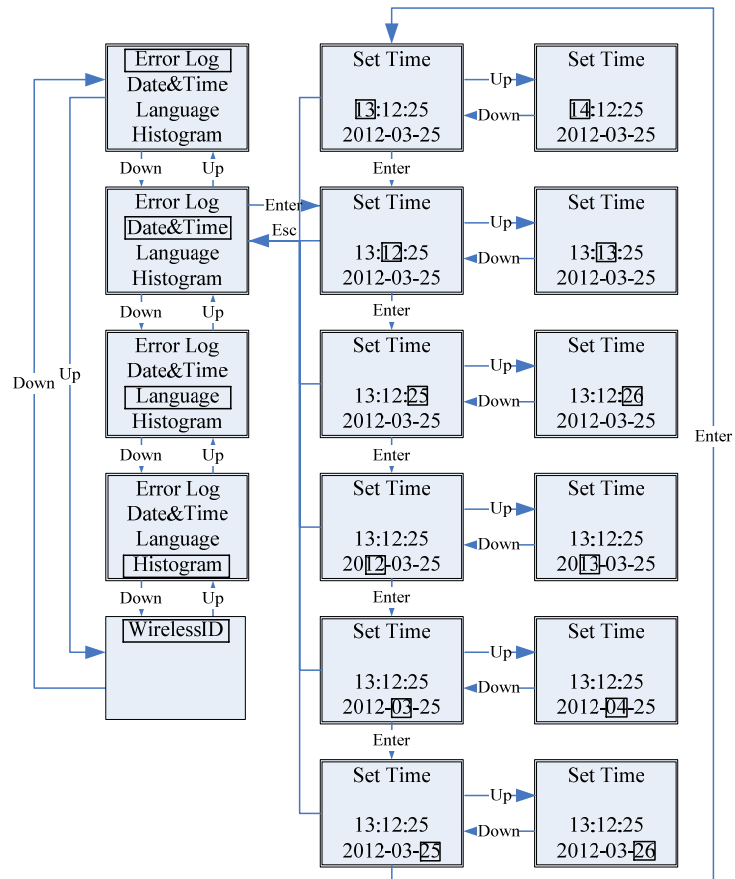 Error Log
Date&Time
Language
Histogram
Set Time
13:12:25
2012-03-25
Up
Down
Set Time
14:12:25
2012-03-25
Down
Up
Enter
Error Log
Date&Time
Language
Histogram
Enter
Esc
Set Time
13:12:25
2012-03-25
Up
Down
Set Time
13:13:25
2012-03-25
Down
Up
Enter
Down
Up
Error Log
Date&Time
Language
Histogram
Set Time
13:12:25
2012-03-25
Up
Down
Set Time
13:12:26
2012-03-25
Enter
Down
Up
Enter
Error Log
Date&Time
Language
Histogram
Set Time
13:12:25
2012-03-25
Up
Down
Set Time
13:12:25
2013-03-25
Down
Up
Enter
WirelessID
Set Time
13:12:25
2012-03-25
Up
Down
Set Time
13:12:25
2012-04-25
Enter
Set Time
13:12:25
2012-03-25
Up
Down
Set Time
13:12:25
2012-03-26